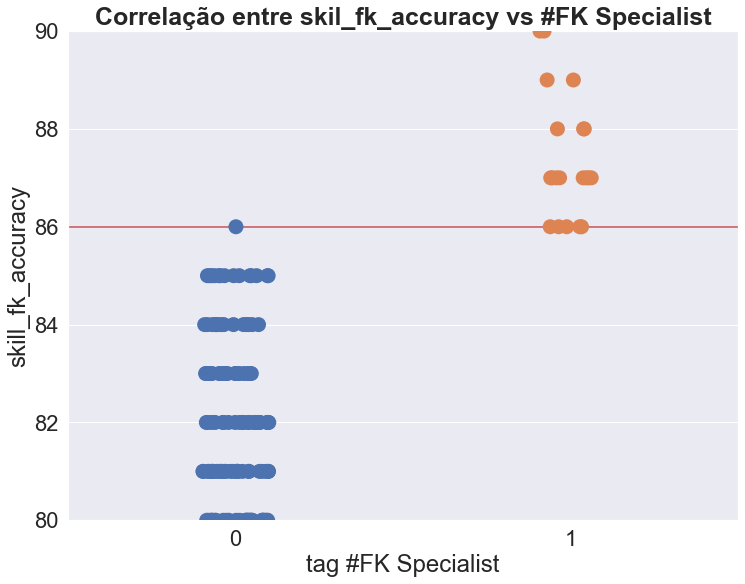 Correlação entre skil_fk_accuracy vs #FK Specialist
skill_fk_accuracy
90
88
86
84
82
80
0
1
tag #FK Specialist